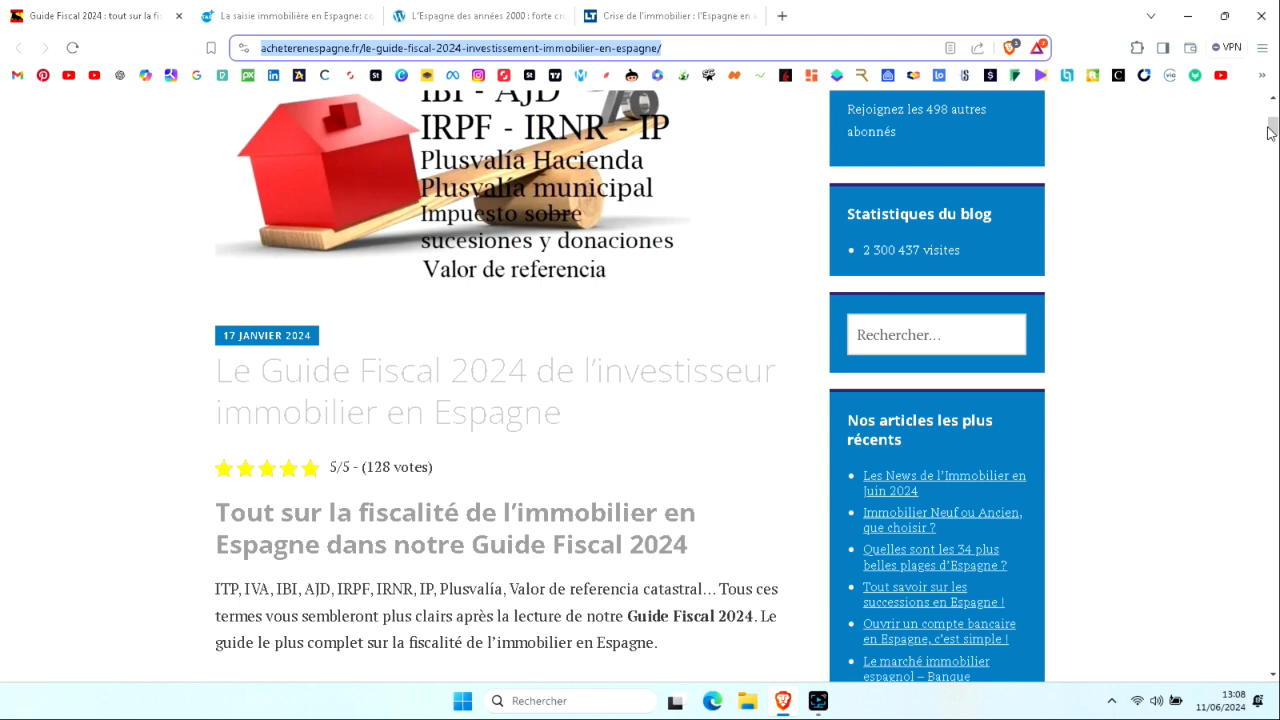 Guide Fiscal 2024 : tout sur la fis
La saisie immobilière en Espagne: co
L'Espagne des années 2000 : forte cr
Crise de l'immobilier : l'Espagne en
acheterenespagne.fr/le-guide-fiscal-2024-investissement-immobilier-en-espagne/
VPN
IBI - AJD
IRPF - IRNR - IP
Plusvalía Hacienda
Plusvalía municipal
Impuesto sobre
sucesiones y donaciones
Valor de referencia
17 JANVIER 2024
Le Guide Fiscal 2024 de l'investisseur
immobilier en Espagne
5/5 - (128 votes)
Tout sur la fiscalité de l'immobilier en
Espagne dans notre Guide Fiscal 2024
ITP, IVA, IBI, AJD, IRPF, IRNR, IP, Plusvalía, Valor de referencia catastral… Tous ces
termes vous sembleront plus clairs après la lecture de notre Guide Fiscal 2024. Le
guide le plus complet sur la fiscalité de l'immobilier en Espagne.
Rejoignez les 498 autres
abonnés
Statistiques du blog
2 300 437 visites
Rechercher…
Nos articles les plus
récents
Les News de l'Immobilier en
Juin 2024
Immobilier Neuf ou Ancien,
que choisir ?
Quelles sont les 34 plus
belles plages d'Espagne ?
Tout savoir sur les
successions en Espagne !
Ouvrir un compte bancaire
en Espagne, c'est simple !
Le marché immobilier
espagnol – Banque
Rechercher
13:08
11/06/2024